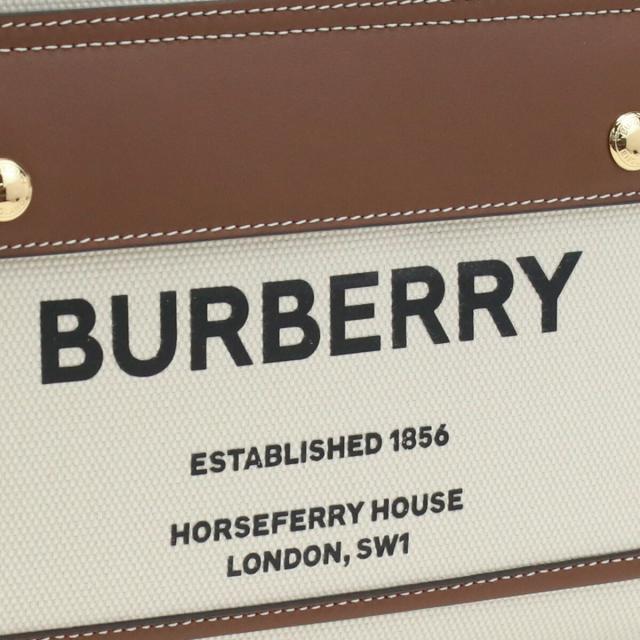 BURBERRY
ESTABLISHED 1856
HORSEFERRY HOUSE
LONDON, SW1